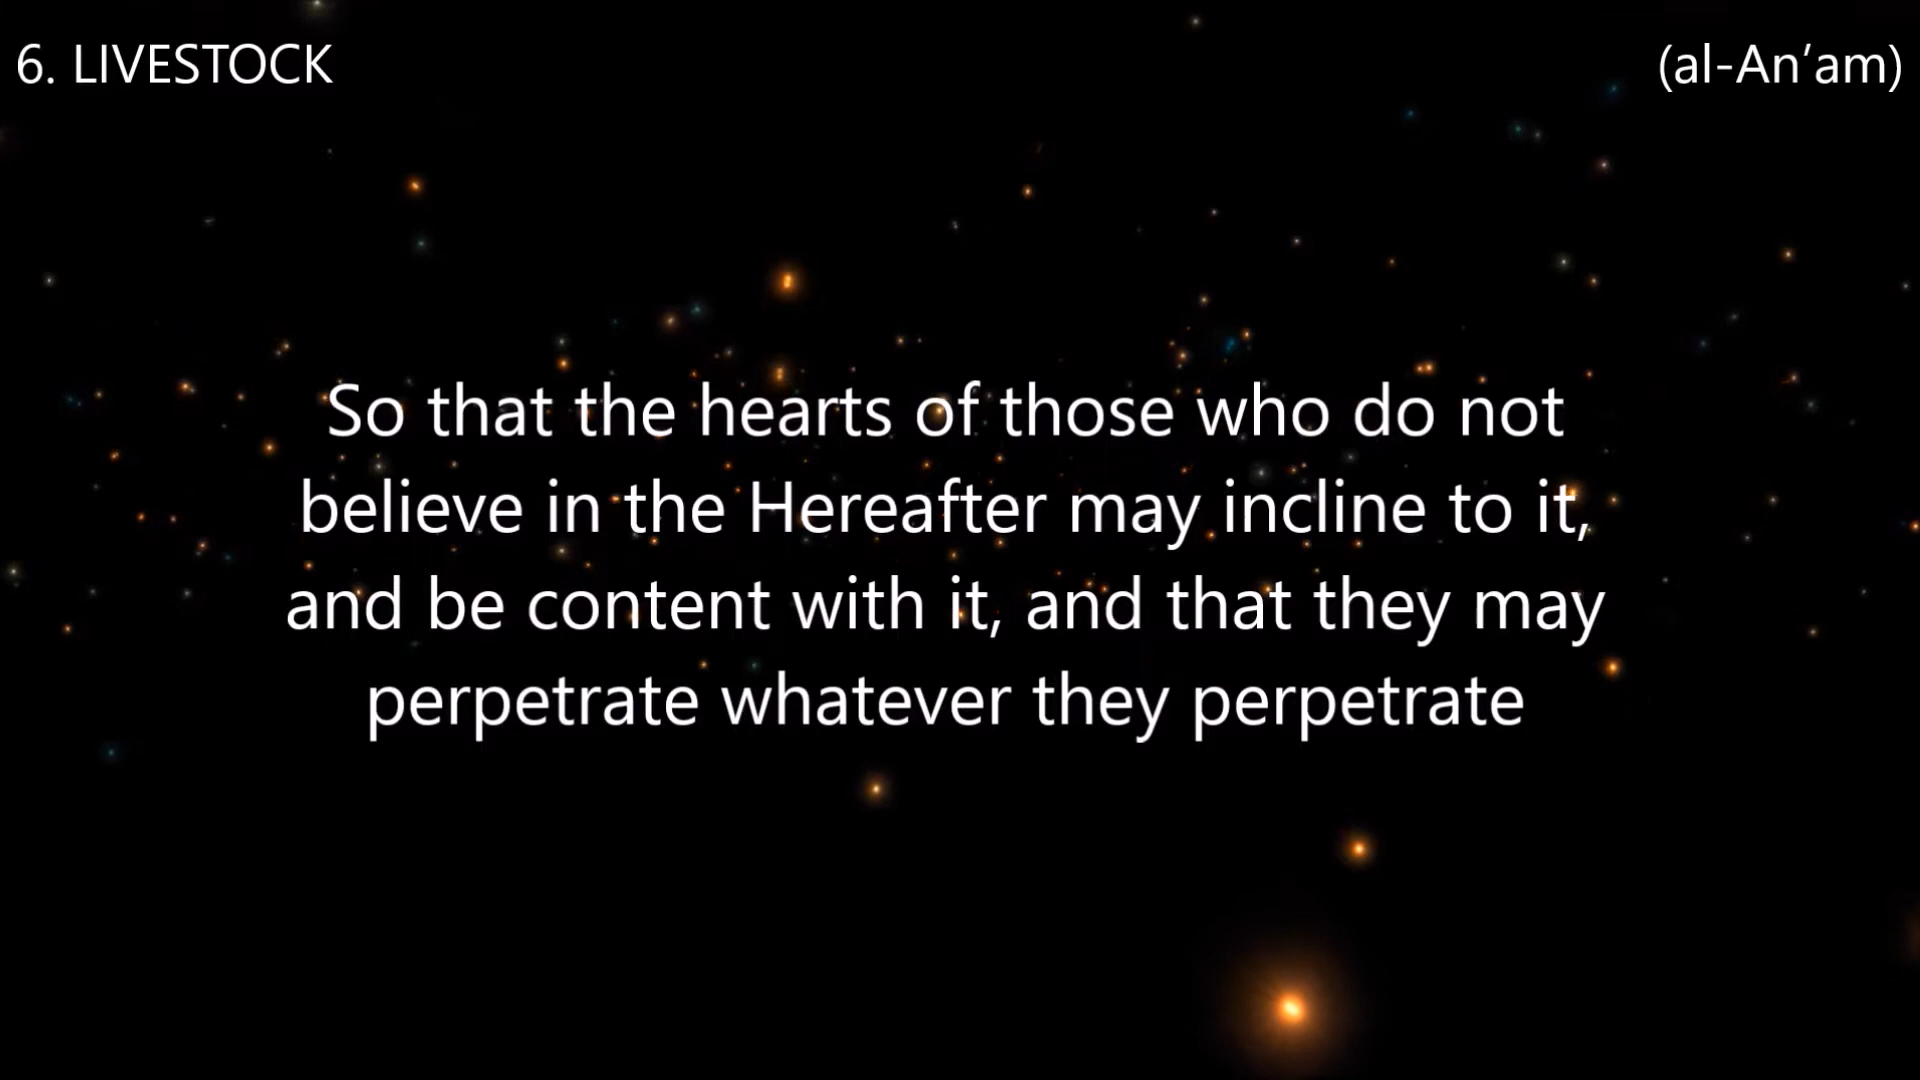 6. LIVESTOCK
(al-An’am)
So that the hearts of those who do not
believe in the Hereafter may incline to it,
and be content with it, and that they may
perpetrate whatever they perpetrate